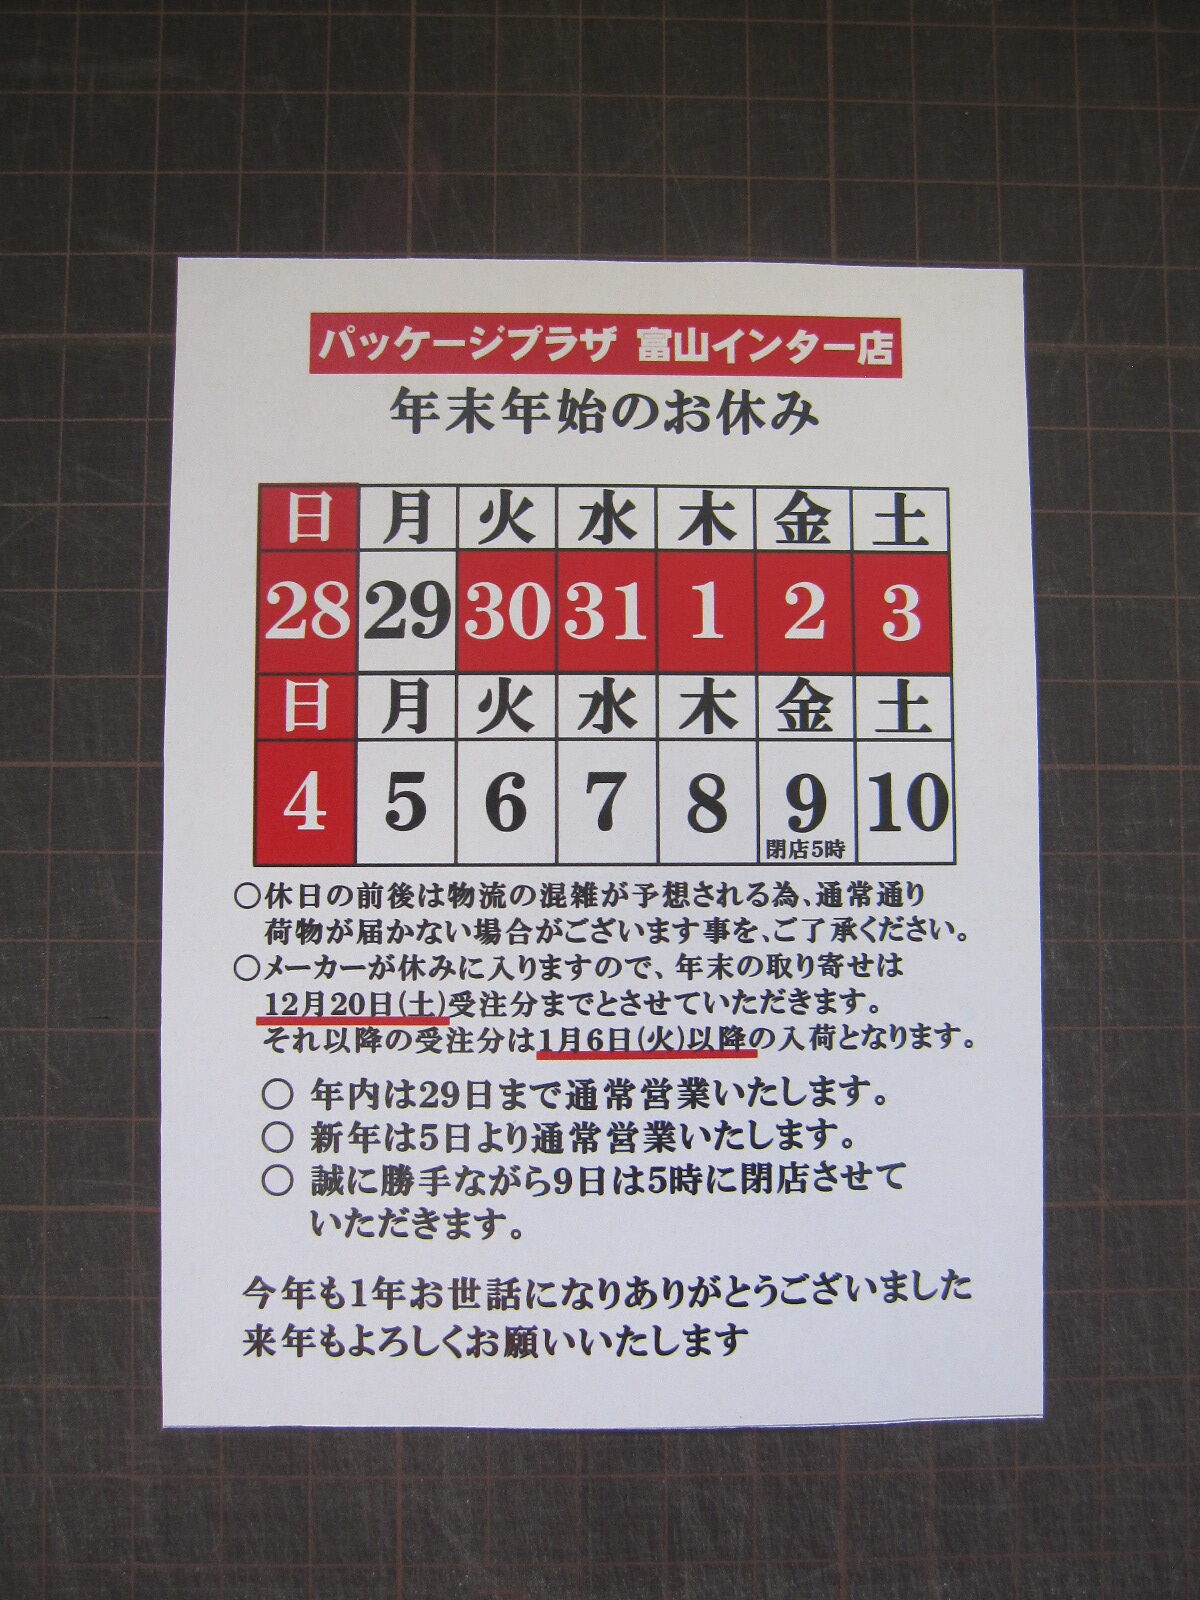 パッケージプラザ 富山インター店
年末年始のお休み
日 月 火 水 木 金 土
28 29 30 31 1 2 3
日 月 火 水 木 金 土
4 5 6 7 8 9 10
閉店5時
○休日の前後は物流の混雑が予想される為、通常通り
荷物が届かない場合がございます事を、ご了承ください。
○メーカーが休みに入りますので、年末の取り寄せは
12月20日(土)受注分までとさせていただきます。
それ以降の受注分は1月6日(火)以降の入荷となります。
○ 年内は29日まで通常営業いたします。
○ 新年は5日より通常営業いたします。
○ 誠に勝手ながら9日は5時に閉店させて
いただきます。
今年も1年お世話になりありがとうございました
来年もよろしくお願いいたします